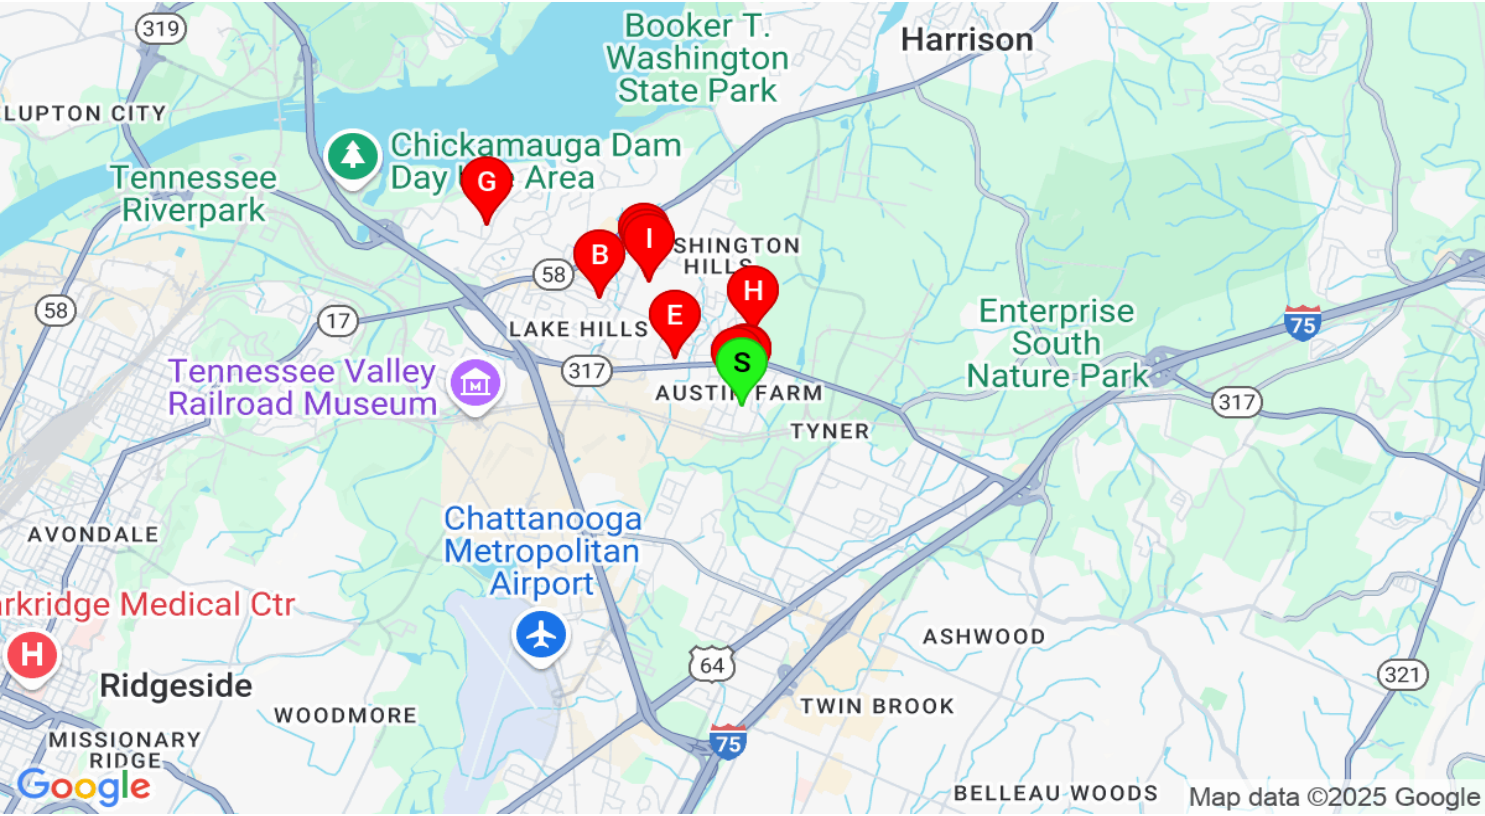 319
Booker T.
Washington
State Park
Harrison
LUPTON CITY
Chickamauga Dam
Day Area
Tennessee
Riverpark
G
I
SHINGTON
HILLS
B
58
H
E
58
17
Enterprise
South
Nature Park
75
LAKE HILLS
317
S
Tennessee Valley
Railroad Museum
AUSTIN FARM
317
TYNER
AVONDALE
Chattanooga
Metropolitan
Airport
arkridge Medical Ctr
H
ASHWOOD
64
321
Ridgeside
WOODMORE
TWIN BROOK
MISSIONARY
RIDGE
75
Google
BELLEAU WOODS
Map data ©2025 Google